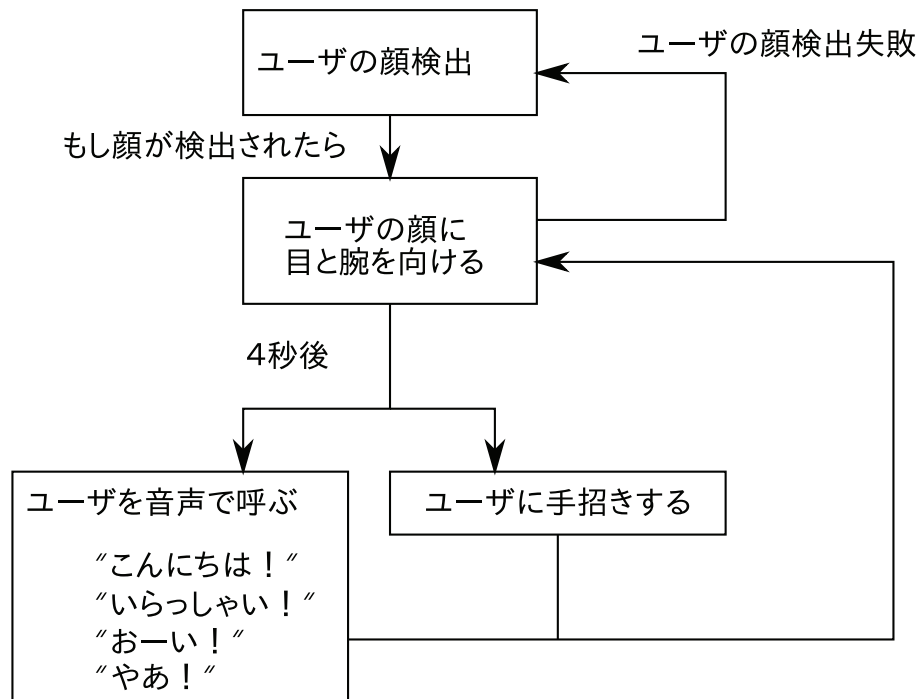 ユーザの顔検出
ユーザの顔検出失敗
もし顔が検出されたら
ユーザの顔に
目と腕を向ける
4秒後
ユーザを音声で呼ぶ
ユーザに手招きする
〃こんにちは！〃
〃いらっしゃい！〃
〃おーい！〃
〃やあ！〃